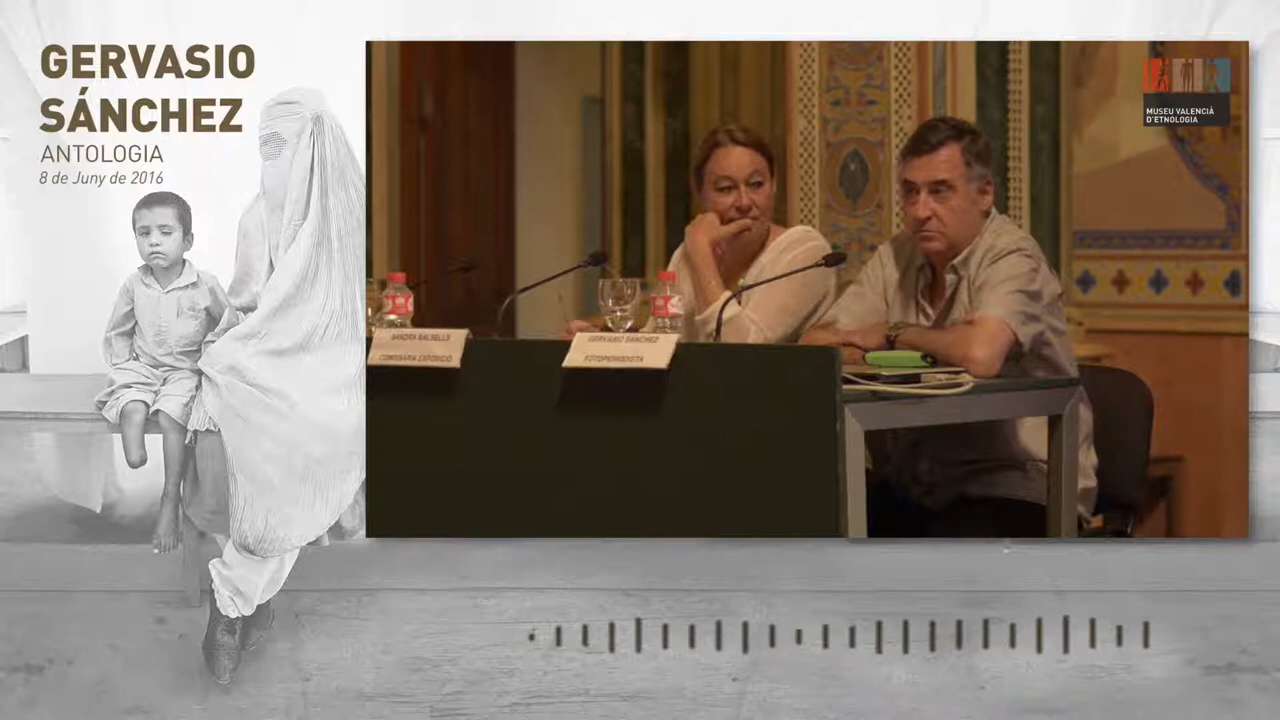 GERVASIO
SÁNCHEZ
ANTOLOGIA
8 de Juny de 2016
MUSEU VALENCIÀ
D'ETNOLOGIA
SANDRA BALSELLS
COMISSÀRIA EXPOSICIÓ
GERVASIO SÁNCHEZ
FOTOPERIODISTA